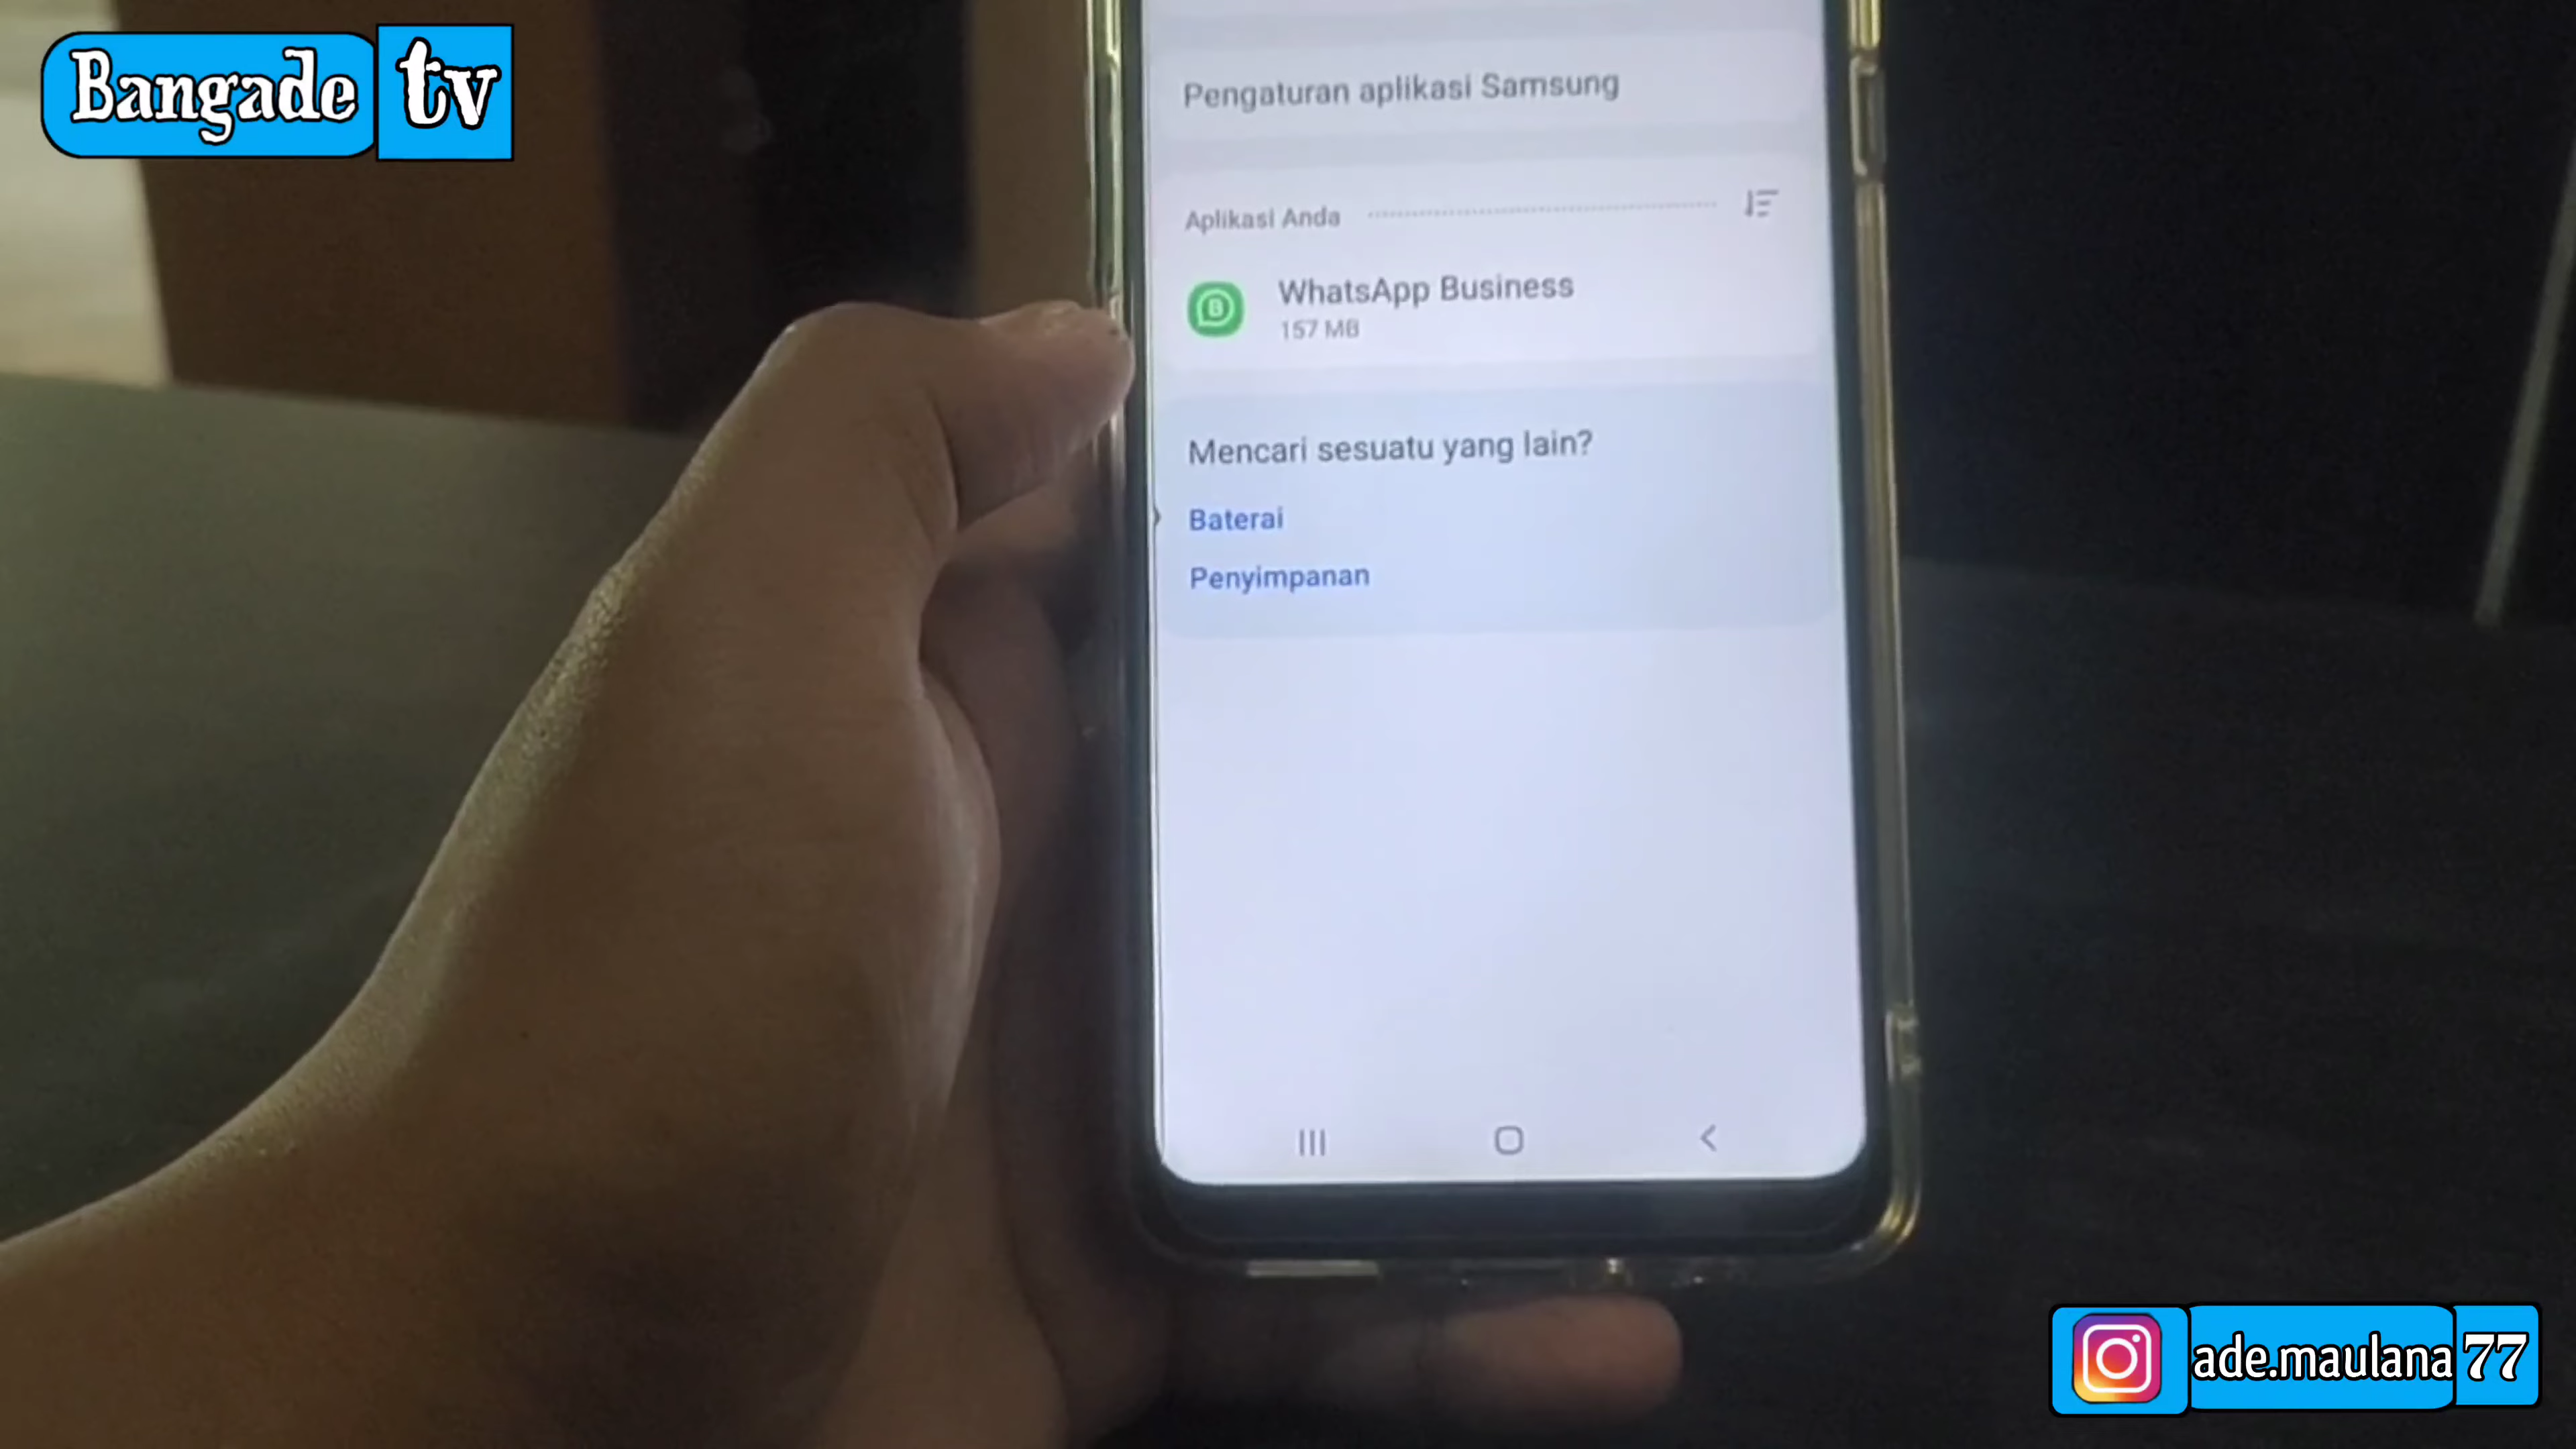 Bangade tv
Pengaturan aplikasi Samsung
Aplikasi Anda
B
WhatsApp Business
157 MB
Mencari sesuatu yang lain?
Baterai
Penyimpanan
ade.maulana 77